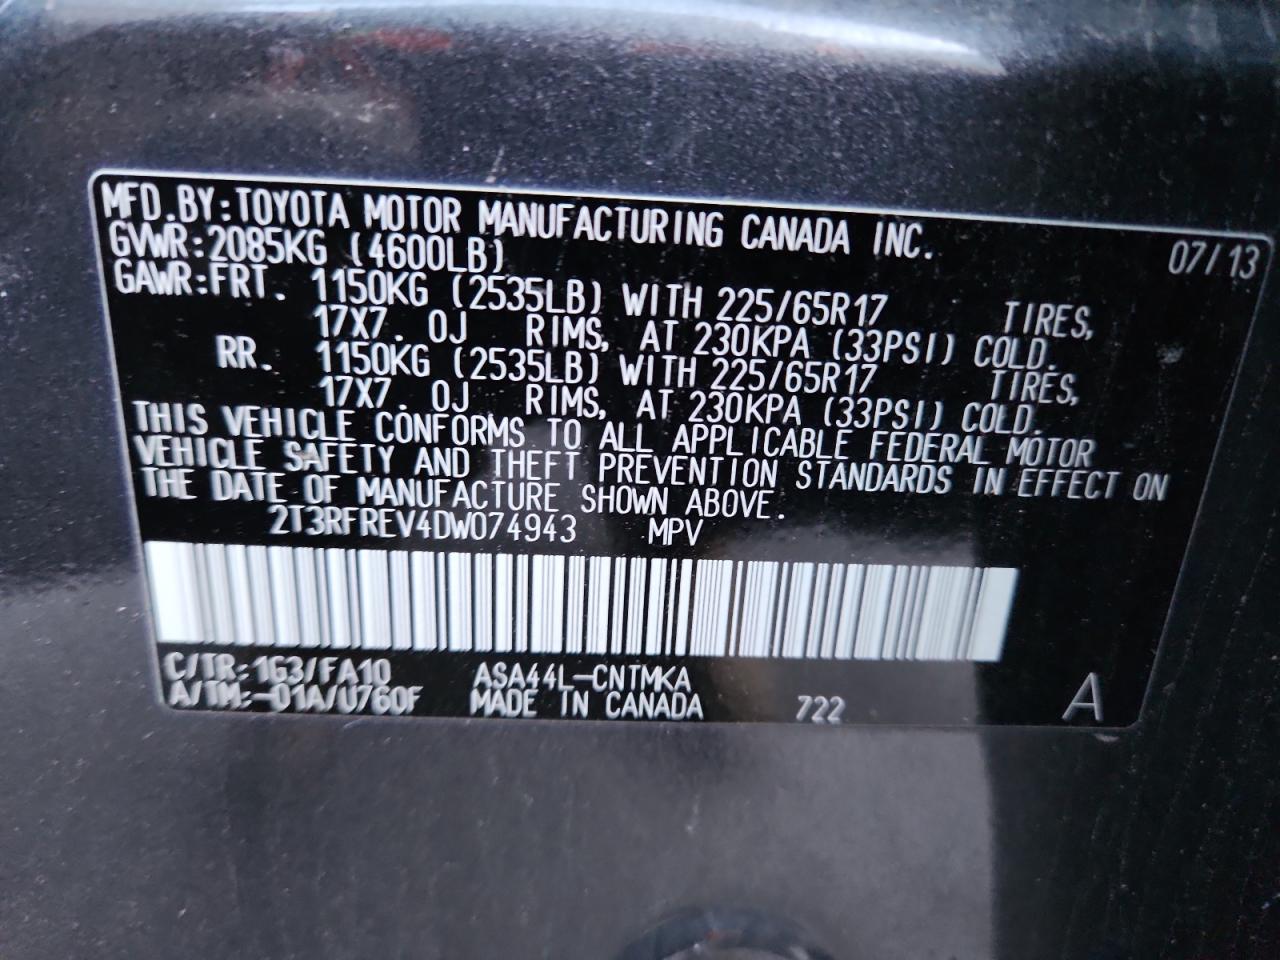 MFD.BY:TOYOTA MOTOR MANUFACTURING CANADA INC. 07/13
GVWR:2085KG (4600LB)
GAWR:FRT. 1150KG (2535LB) WITH 225/65R17 TIRES,
17X7. 0J RIMS, AT 230KPA (33PSI) COLD.
RR. 1150KG (2535LB) WITH 225/65R17 TIRES,
17X7. 0J RIMS, AT 230KPA (33PSI) COLD.
THIS VEHICLE CONFORMS TO ALL APPLICABLE FEDERAL MOTOR
VEHICLE SAFETY AND THEFT PREVENTION STANDARDS IN EFFECT ON
THE DATE OF MANUFACTURE SHOWN ABOVE.
2T3RFREV4DW074943 MPV
C/TR:1G3/FA10 ASA44L-CNTMKA
A/TM:-01A/U760F MADE IN CANADA 722 A